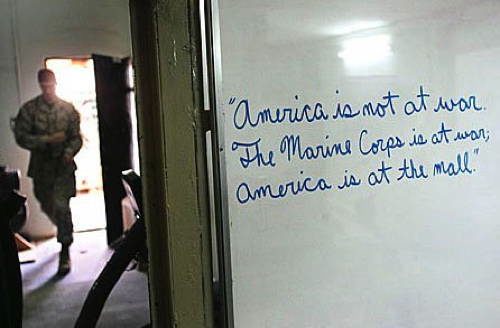 "America is not at war.
The Marine Corps is at war;
America is at the mall."